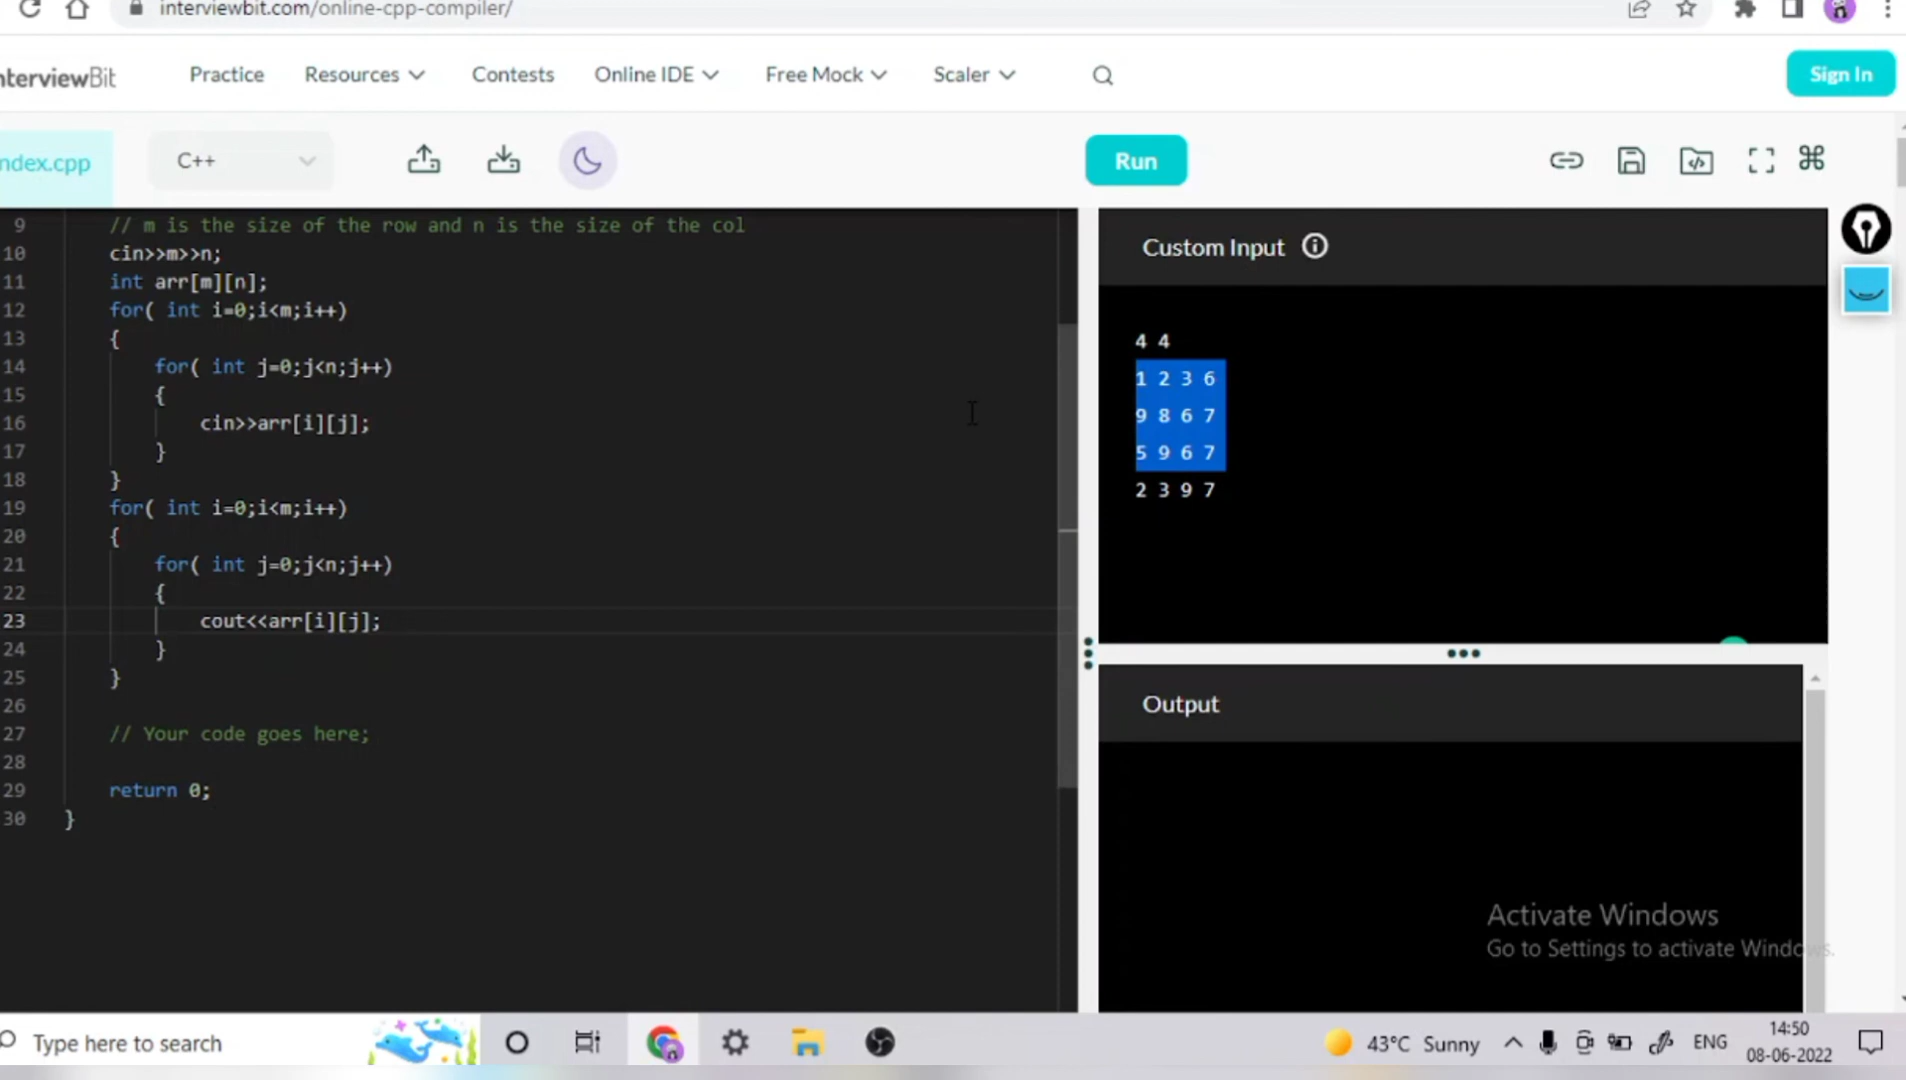 interviewbit.com/online-cpp-compiler/
nterviewBit
Practice
Resources
Contests
Online IDE
Free Mock
Scaler
Sign In
ndex.cpp
C++
Run
9 // m is the size of the row and n is the size of the col
10 cin>>m>>n;
11 int arr[m][n];
12 for( int i=0;i<m;i++)
13 {
14 for( int j=0;j<n;j++)
15 {
16 cin>>arr[i][j];
17 }
18 }
19 for( int i=0;i<m;i++)
20 {
21 for( int j=0;j<n;j++)
22 {
23 cout<<arr[i][j];
24 }
25 }
26
27 // Your code goes here;
28
29 return 0;
30 }
Custom Input
4 4
1 2 3 6
9 8 6 7
5 9 6 7
2 3 9 7
Output
Activate Windows
Go to Settings to activate Windows.
Type here to search
43°C Sunny
ENG
14:50
08-06-2022